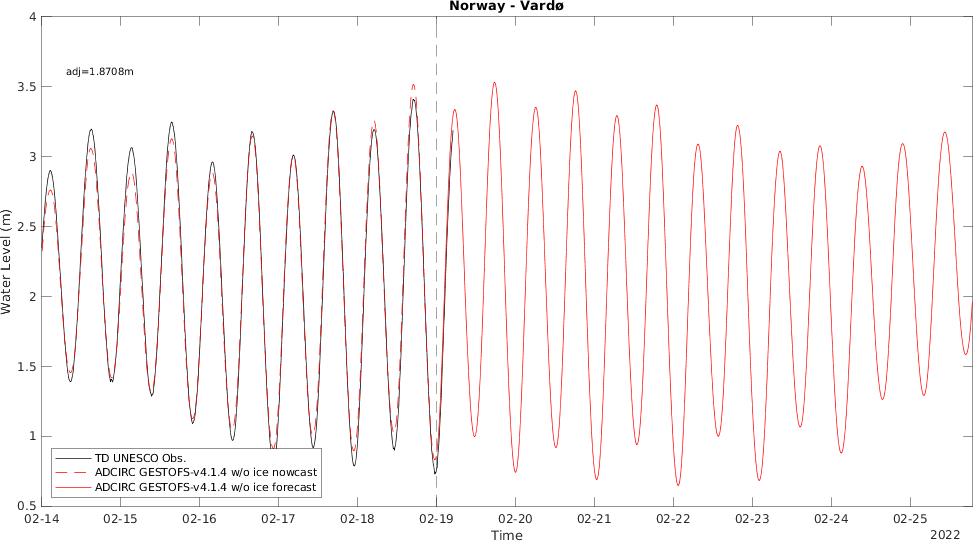 Norway - Vardø
4
adj=1.8708m
3.5
3
2.5
2
1.5
1
0.5
Water Level (m)
TD UNESCO Obs.
ADCIRC GESTOFS-v4.1.4 w/o ice nowcast
ADCIRC GESTOFS-v4.1.4 w/o ice forecast
02-14 02-15 02-16 02-17 02-18 02-19 02-20 02-21 02-22 02-23 02-24 02-25
Time
2022